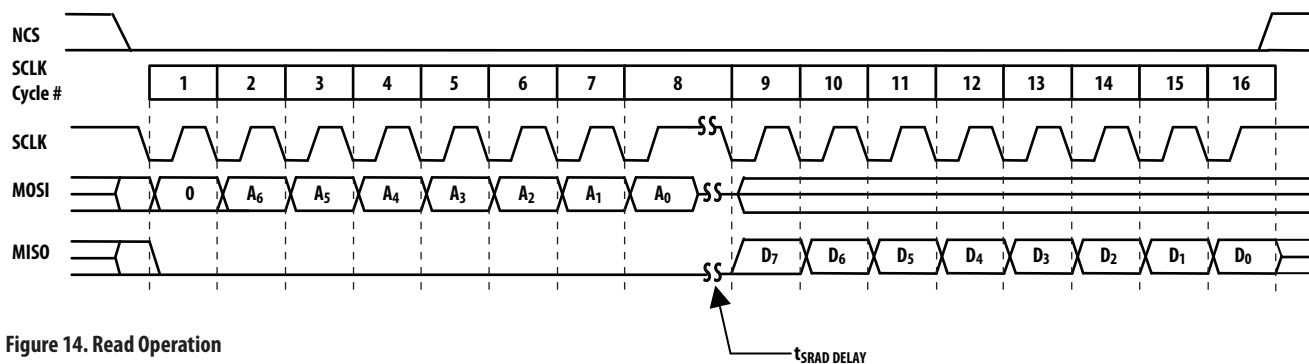 NCS
SCLK
Cycle #
1 2 3 4 5 6 7 8 9 10 11 12 13 14 15 16
SCLK
MOSI
0 A6 A5 A4 A3 A2 A1 A0
MISO
D7 D6 D5 D4 D3 D2 D1 D0
Figure 14. Read Operation
tSRAD DELAY